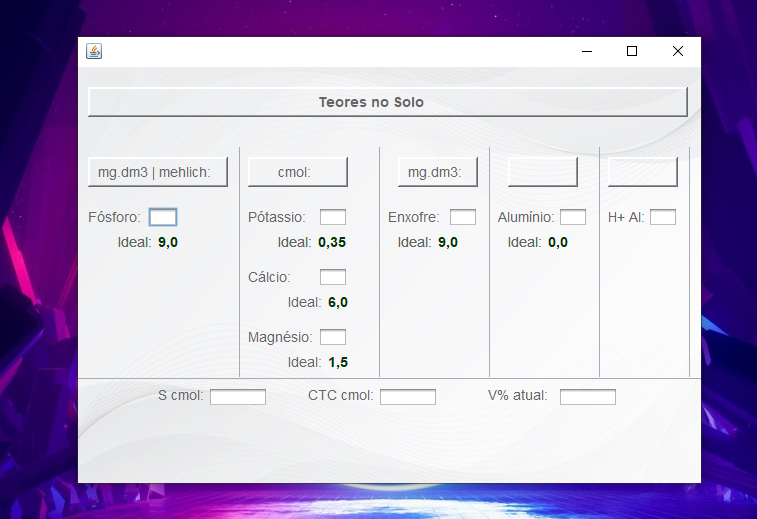 Teores no Solo
mg.dm3 | mehlich: cmol: mg.dm3:
Fósforo: Pótassio: Enxofre: Alumínio: H+ Al:
Ideal: 9,0 Ideal: 0,35 Ideal: 9,0 Ideal: 0,0
Cálcio:
Ideal: 6,0
Magnésio:
Ideal: 1,5
S cmol: CTC cmol: V% atual: